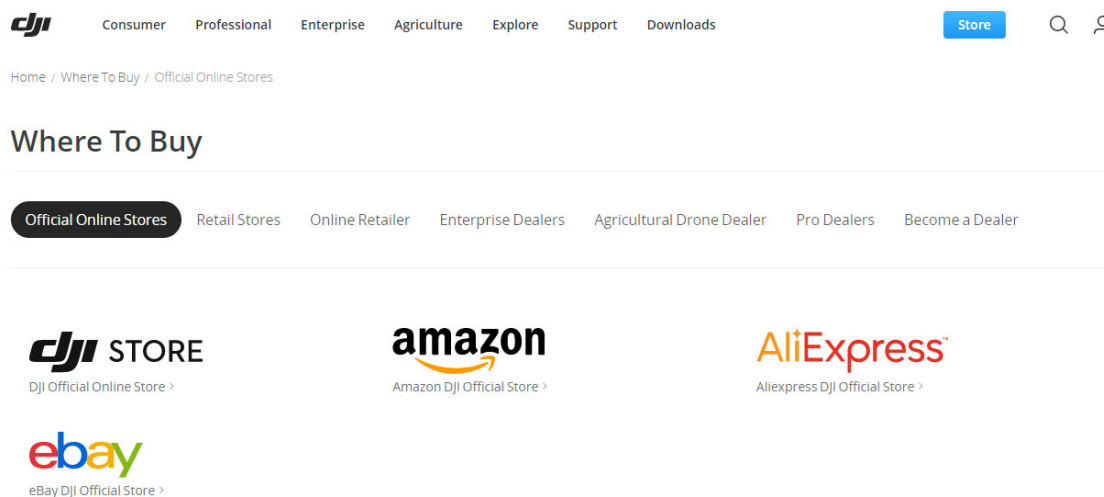 dji Consumer Professional Enterprise Agriculture Explore Support Downloads Store
Home / Where To Buy / Official Online Stores
Where To Buy
Official Online Stores Retail Stores Online Retailer Enterprise Dealers Agricultural Drone Dealer Pro Dealers Become a Dealer
dji STORE amazon AliExpress™
DJI Official Online Store > Amazon DJI Official Store > Aliexpress DJI Official Store >
ebay
eBay DJI Official Store >